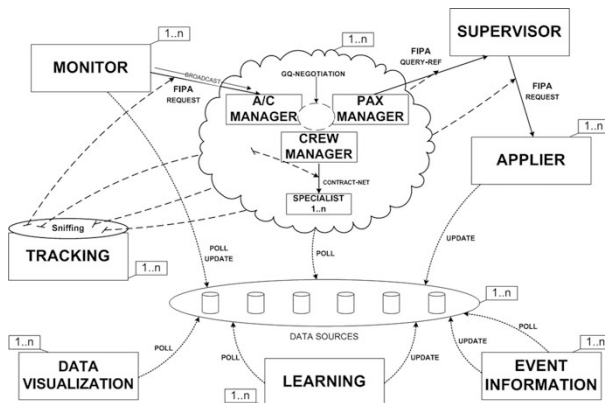 1..n
MONITOR
BROADCAST
FIPA
REQUEST
1..n
GQ-NEGOTIATION
A/C
MANAGER
PAX
MANAGER
CREW
MANAGER
CONTRACT-NET
SPECIALIST
1..n
FIPA
QUERY-REF
SUPERVISOR
1..n
FIPA
REQUEST
1..n
APPLIER
Sniffing
TRACKING
1..n
POLL
UPDATE
POLL
UPDATE
1..n
DATA SOURCES
1..n
DATA
VISUALIZATION
POLL
POLL
1..n
LEARNING
UPDATE
UPDATE
POLL
1..n
EVENT
INFORMATION